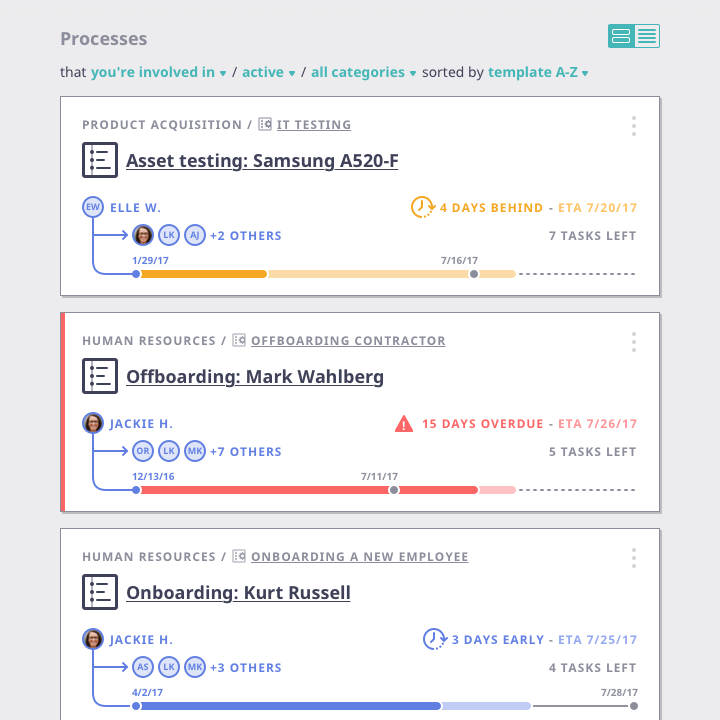 Processes
that you're involved in / active / all categories sorted by template A-Z
PRODUCT ACQUISITION / IT TESTING
Asset testing: Samsung A520-F
EW ELLE W. 4 DAYS BEHIND - ETA 7/20/17
LK AJ +2 OTHERS 7 TASKS LEFT
1/29/17 7/16/17
HUMAN RESOURCES / OFFBOARDING CONTRACTOR
Offboarding: Mark Wahlberg
JACKIE H. 15 DAYS OVERDUE - ETA 7/26/17
OR LK MK +7 OTHERS 5 TASKS LEFT
12/13/16 7/11/17
HUMAN RESOURCES / ONBOARDING A NEW EMPLOYEE
Onboarding: Kurt Russell
JACKIE H. 3 DAYS EARLY - ETA 7/25/17
AS LK MK +3 OTHERS 4 TASKS LEFT
4/2/17 7/28/17